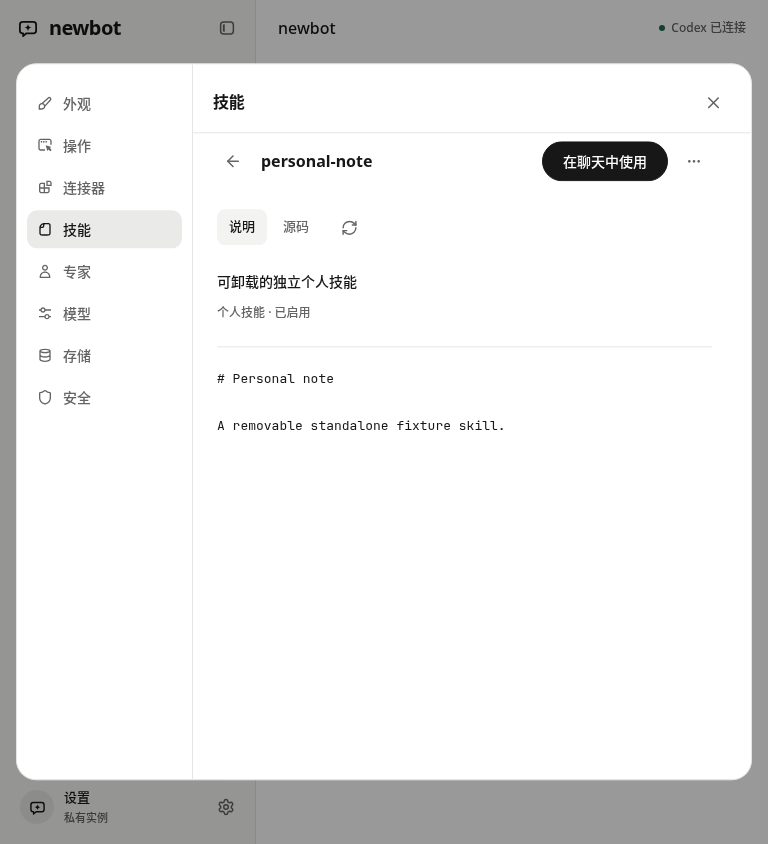 newbot
newbot
Codex 已连接
外观
操作
连接器
技能
专家
模型
存储
安全
技能
personal-note
在聊天中使用
说明
源码
可卸载的独立个人技能
个人技能 · 已启用
# Personal note
A removable standalone fixture skill.
设置
私有实例